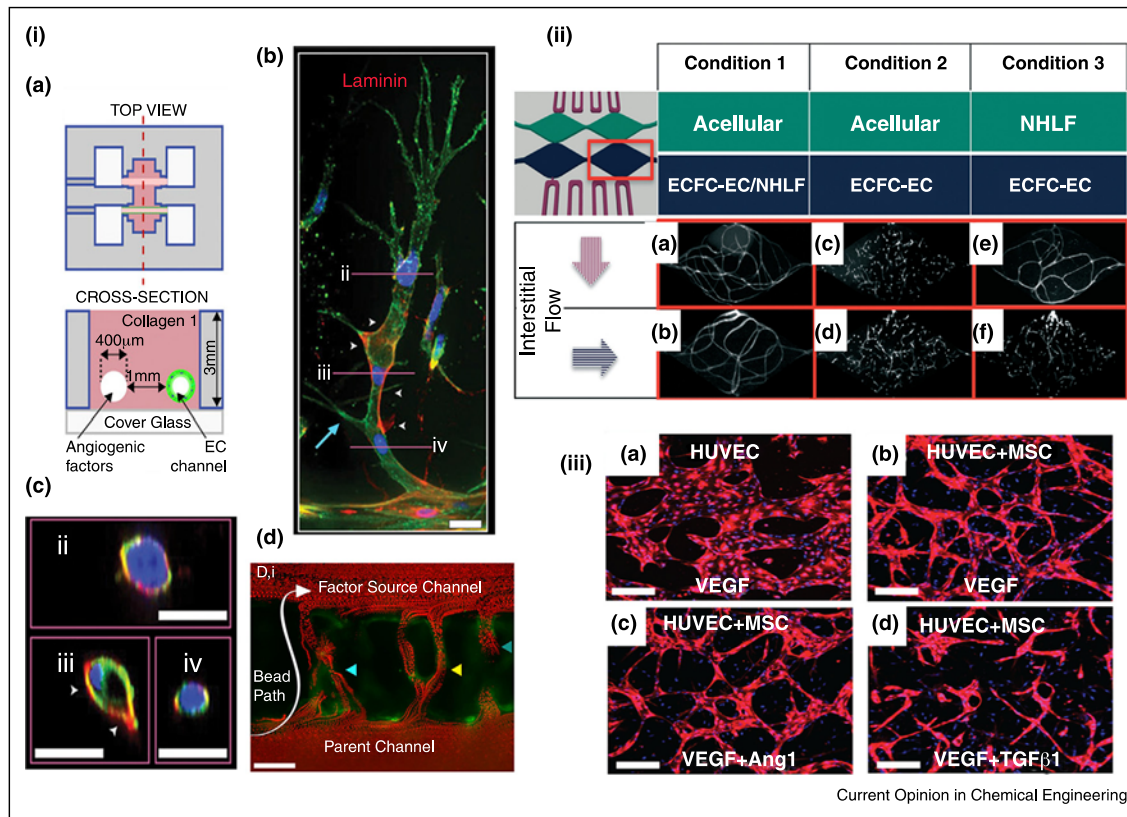 (i)
(a)
TOP VIEW
CROSS-SECTION
Collagen 1
400μm
1mm
3mm
Cover Glass
Angiogenic
factors
EC
channel
(b)
Laminin
ii
iii
iv
(c)
ii
iii
iv
(d)
D,i
Factor Source Channel
Bead
Path
Parent Channel
(ii)
Condition 1
Condition 2
Condition 3
Acellular
Acellular
NHLF
ECFC-EC/NHLF
ECFC-EC
ECFC-EC
Interstitial
Flow
(a)
(c)
(e)
(b)
(d)
(f)
(iii)
(a)
HUVEC
VEGF
(b)
HUVEC+MSC
VEGF
(c)
HUVEC+MSC
VEGF+Ang1
(d)
HUVEC+MSC
VEGF+TGFβ1
Current Opinion in Chemical Engineering